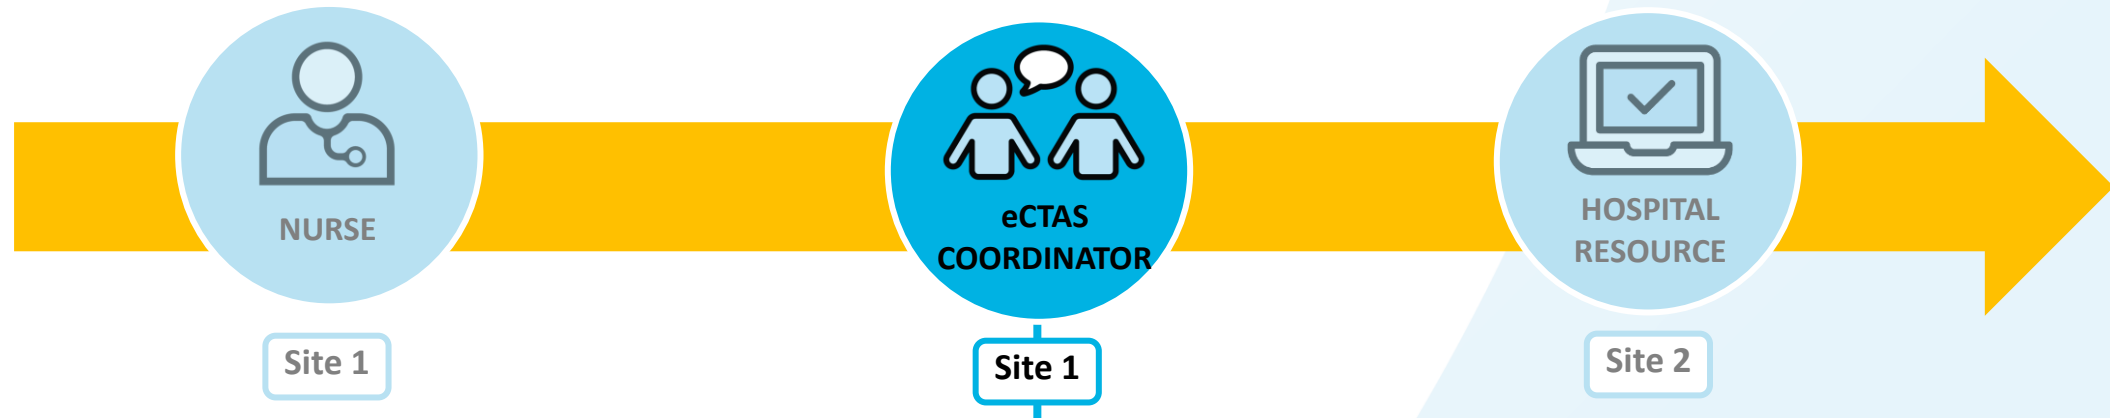 NURSE
Site 1
eCTAS
COORDINATOR
Site 1
HOSPITAL
RESOURCE
Site 2